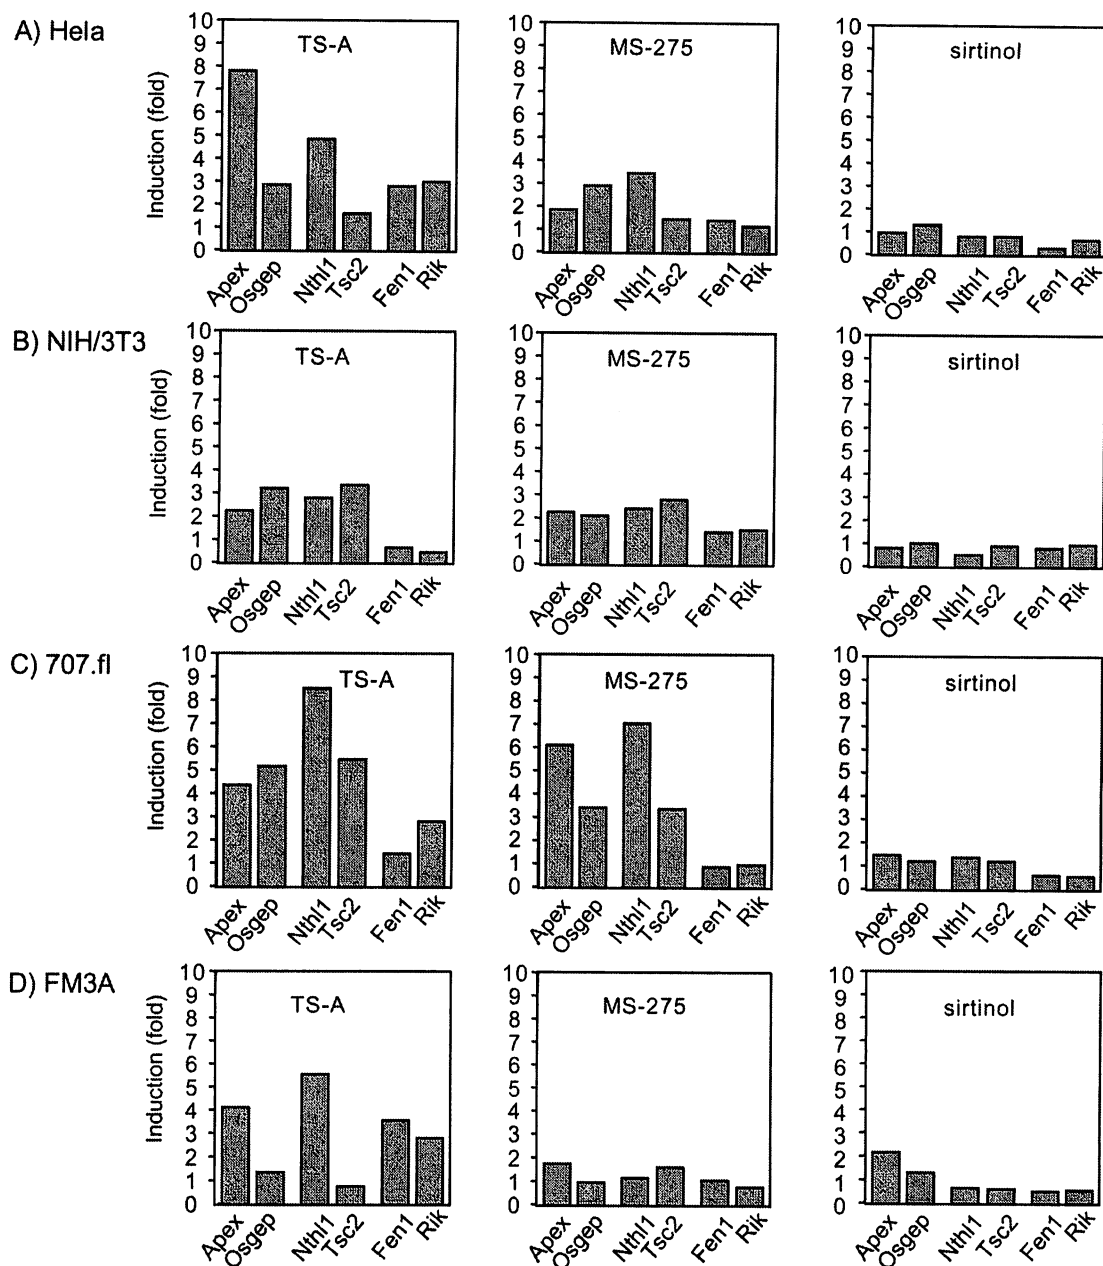 A) Hela
TS-A
MS-275
sirtinol
Induction (fold)
10 9 8 7 6 5 4 3 2 1 0
10 9 8 7 6 5 4 3 2 1 0
10 9 8 7 6 5 4 3 2 1 0
Apex Osgep Nthl1 Tsc2 Fen1 Rik
Apex Osgep Nthl1 Tsc2 Fen1 Rik
Apex Osgep Nthl1 Tsc2 Fen1 Rik
B) NIH/3T3
TS-A
MS-275
sirtinol
Induction (fold)
10 9 8 7 6 5 4 3 2 1 0
10 9 8 7 6 5 4 3 2 1 0
10 9 8 7 6 5 4 3 2 1 0
Apex Osgep Nthl1 Tsc2 Fen1 Rik
Apex Osgep Nthl1 Tsc2 Fen1 Rik
Apex Osgep Nthl1 Tsc2 Fen1 Rik
C) 707.fl
TS-A
MS-275
sirtinol
Induction (fold)
10 9 8 7 6 5 4 3 2 1 0
10 9 8 7 6 5 4 3 2 1 0
10 9 8 7 6 5 4 3 2 1 0
Apex Osgep Nthl1 Tsc2 Fen1 Rik
Apex Osgep Nthl1 Tsc2 Fen1 Rik
Apex Osgep Nthl1 Tsc2 Fen1 Rik
D) FM3A
TS-A
MS-275
sirtinol
Induction (fold)
10 9 8 7 6 5 4 3 2 1 0
10 9 8 7 6 5 4 3 2 1 0
10 9 8 7 6 5 4 3 2 1 0
Apex Osgep Nthl1 Tsc2 Fen1 Rik
Apex Osgep Nthl1 Tsc2 Fen1 Rik
Apex Osgep Nthl1 Tsc2 Fen1 Rik